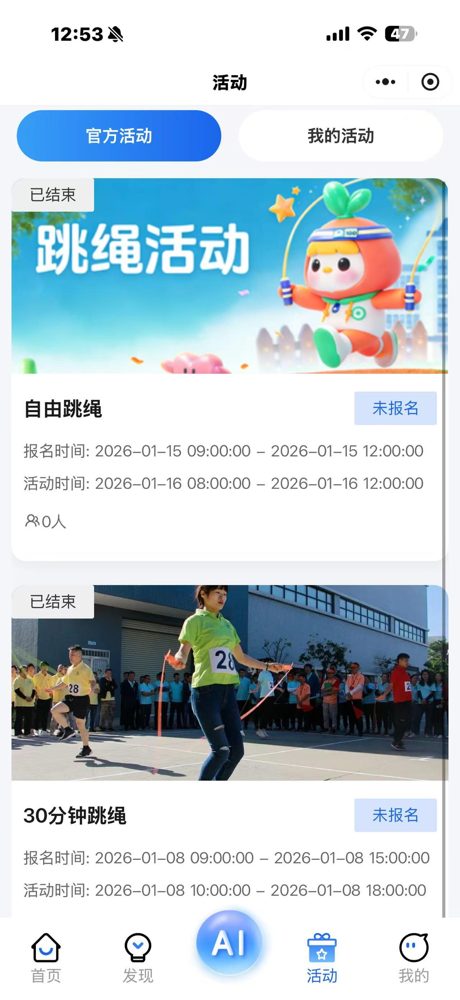 12:53
47
活动
官方活动
我的活动
已结束
跳绳活动
100
自由跳绳
未报名
报名时间: 2026-01-15 09:00:00 - 2026-01-15 12:00:00
活动时间: 2026-01-16 08:00:00 - 2026-01-16 12:00:00
0人
已结束
28
28
2
2
30分钟跳绳
未报名
报名时间: 2026-01-08 09:00:00 - 2026-01-08 15:00:00
活动时间: 2026-01-08 10:00:00 - 2026-01-08 18:00:00
AI
首页
发现
活动
我的